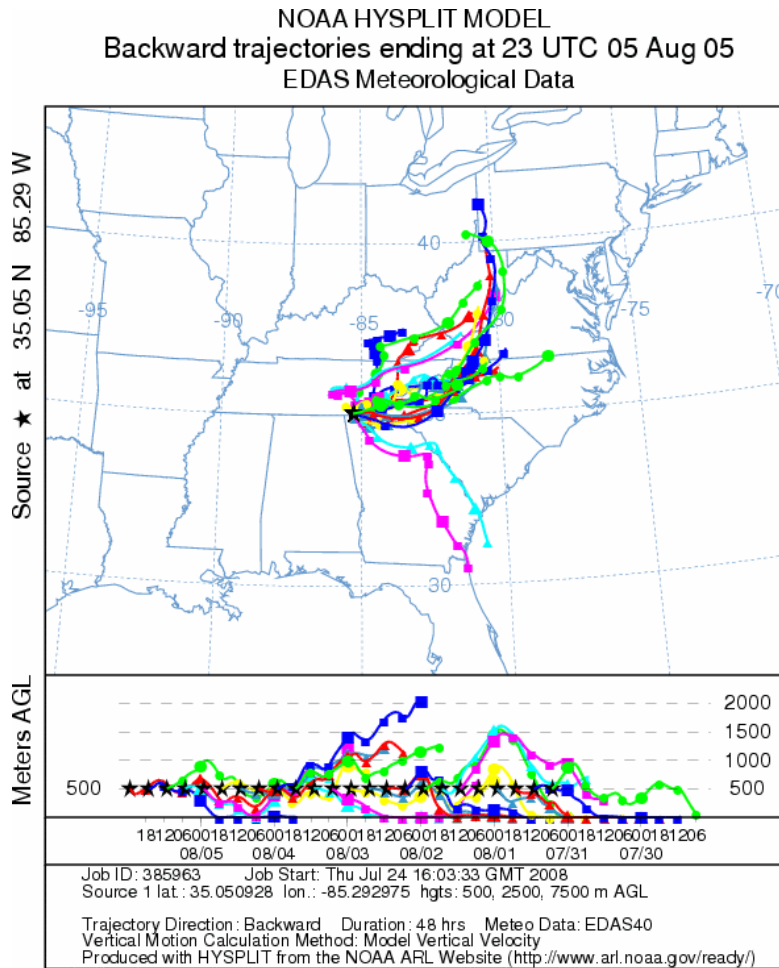 NOAA HYSPLIT MODEL
Backward trajectories ending at 23 UTC 05 Aug 05
EDAS Meteorological Data
Source ★ at 35.05 N 85.29 W
40
-70
-75
-80
-85
-90
-95
30
Meters AGL
2000
1500
1000
500
500
08/05 08/04 08/03 08/02 08/01 07/31 07/30
Job ID: 385963 Job Start: Thu Jul 24 16:03:33 GMT 2008
Source 1 lat.: 35.050928 lon.: -85.292975 hgts: 500, 2500, 7500 m AGL
Trajectory Direction: Backward Duration: 48 hrs Meteo Data: EDAS40
Vertical Motion Calculation Method: Model Vertical Velocity
Produced with HYSPLIT from the NOAA ARL Website (http://www.arl.noaa.gov/ready/)